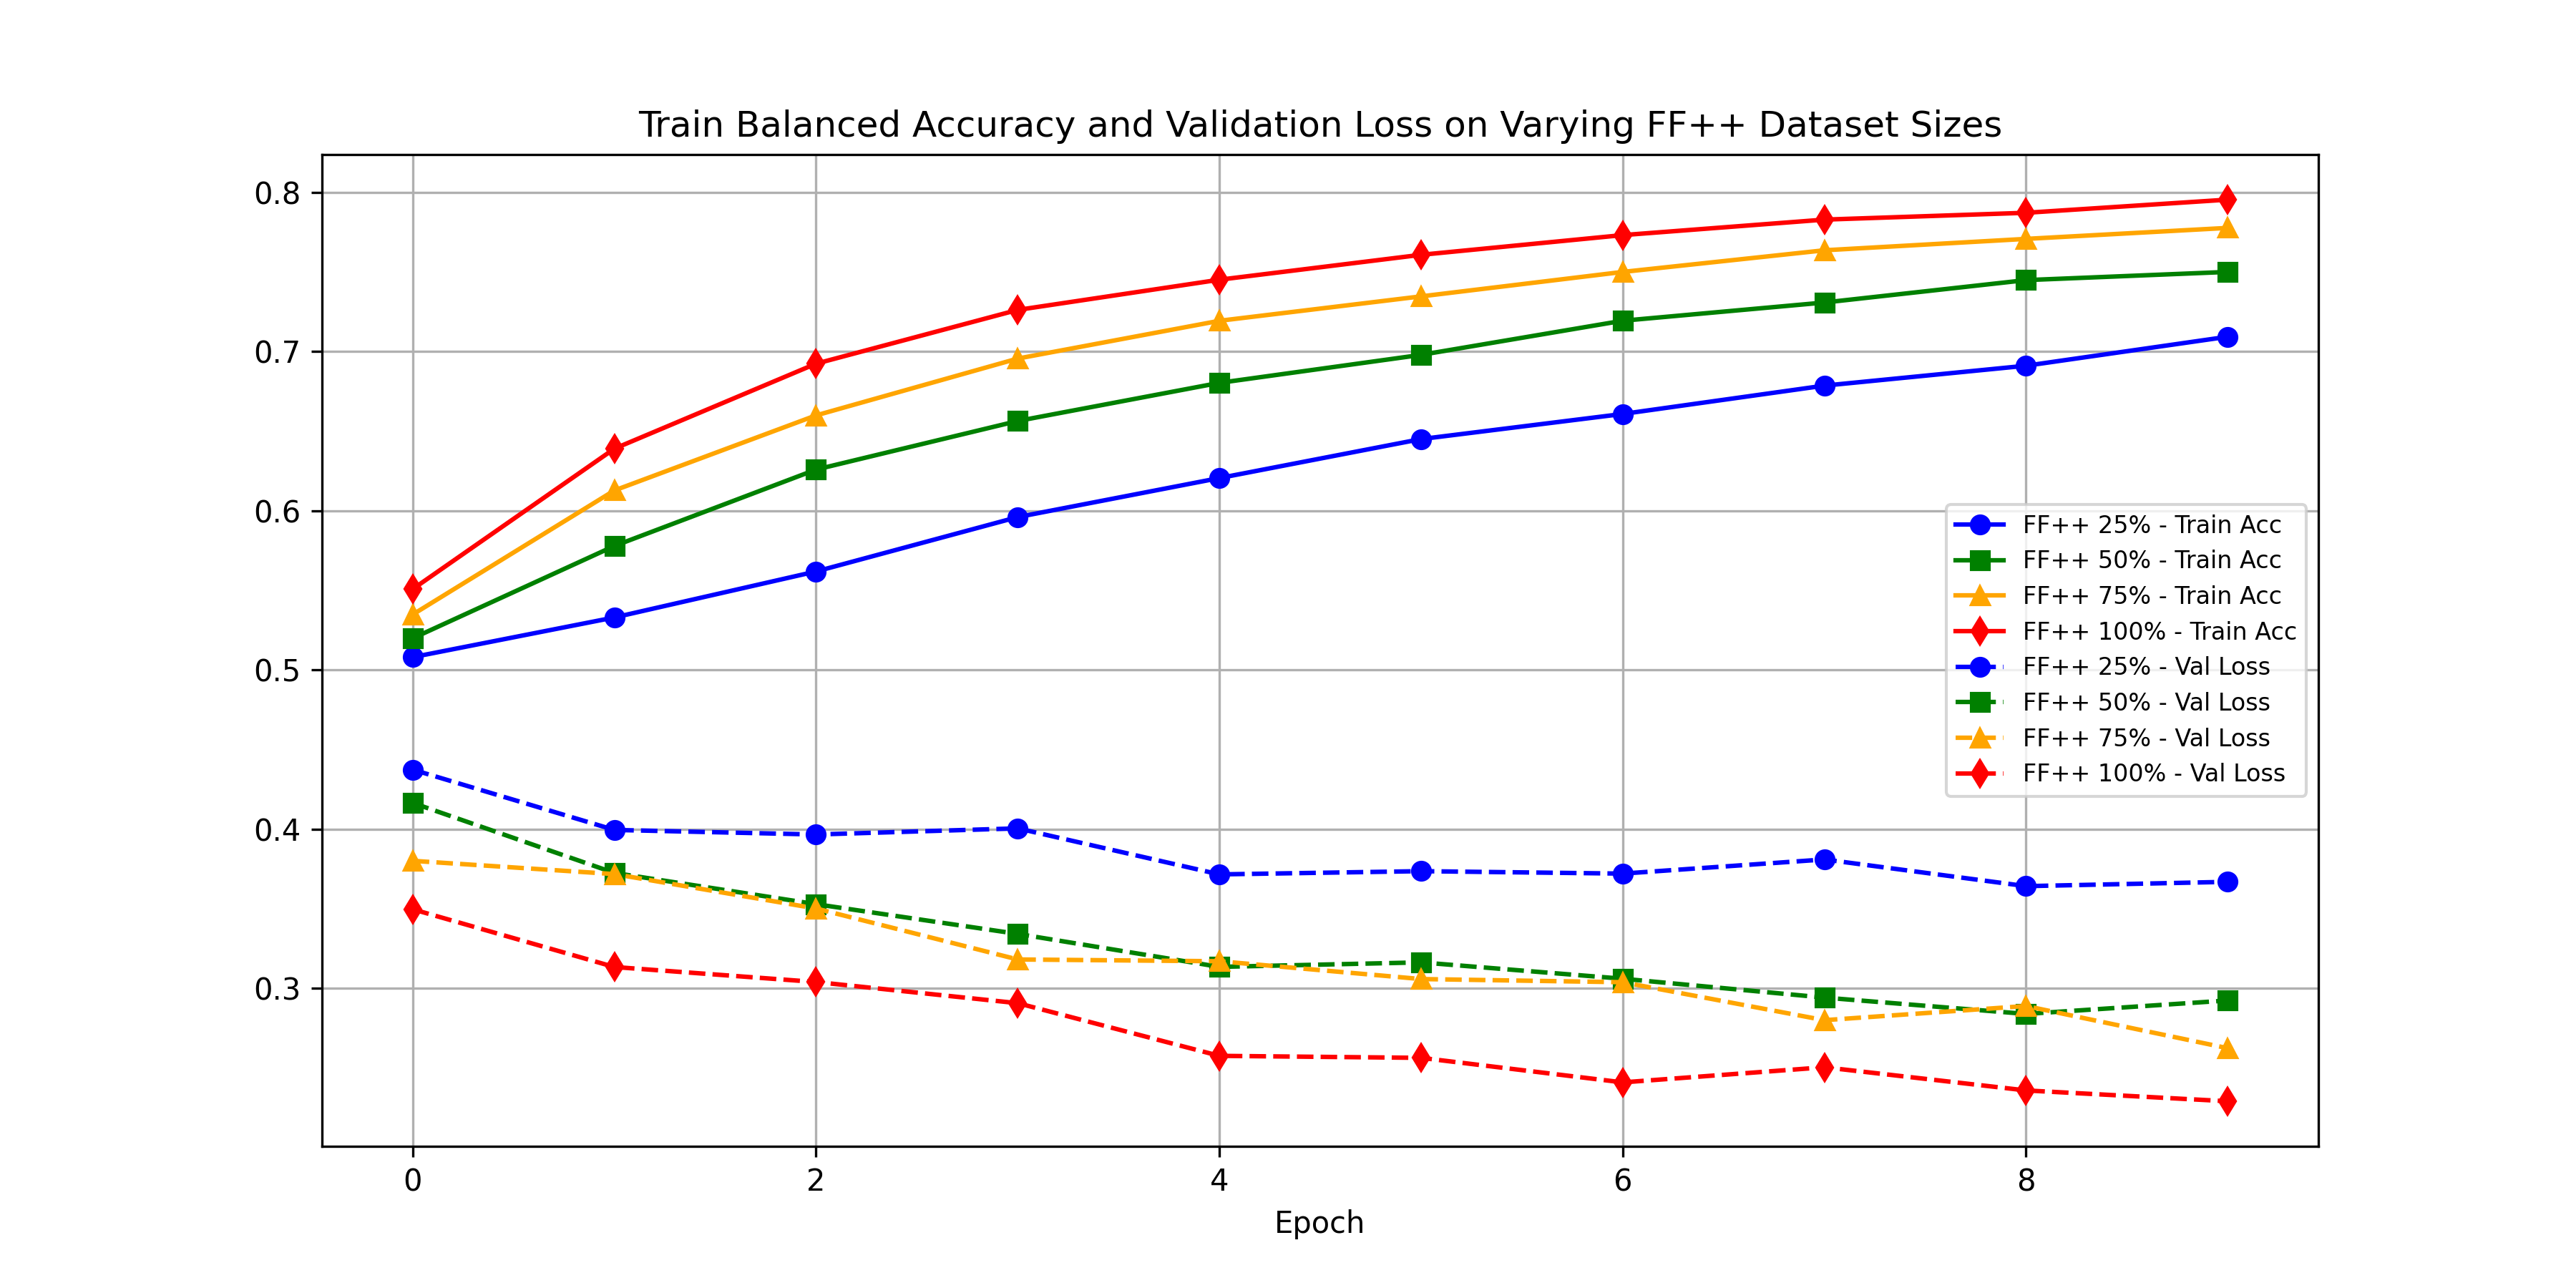 Train Balanced Accuracy and Validation Loss on Varying FF++ Dataset Sizes
0.8
0.7
0.6
0.5
0.4
0.3
FF++ 25% - Train Acc
FF++ 50% - Train Acc
FF++ 75% - Train Acc
FF++ 100% - Train Acc
FF++ 25% - Val Loss
FF++ 50% - Val Loss
FF++ 75% - Val Loss
FF++ 100% - Val Loss
0 2 4 6 8
Epoch